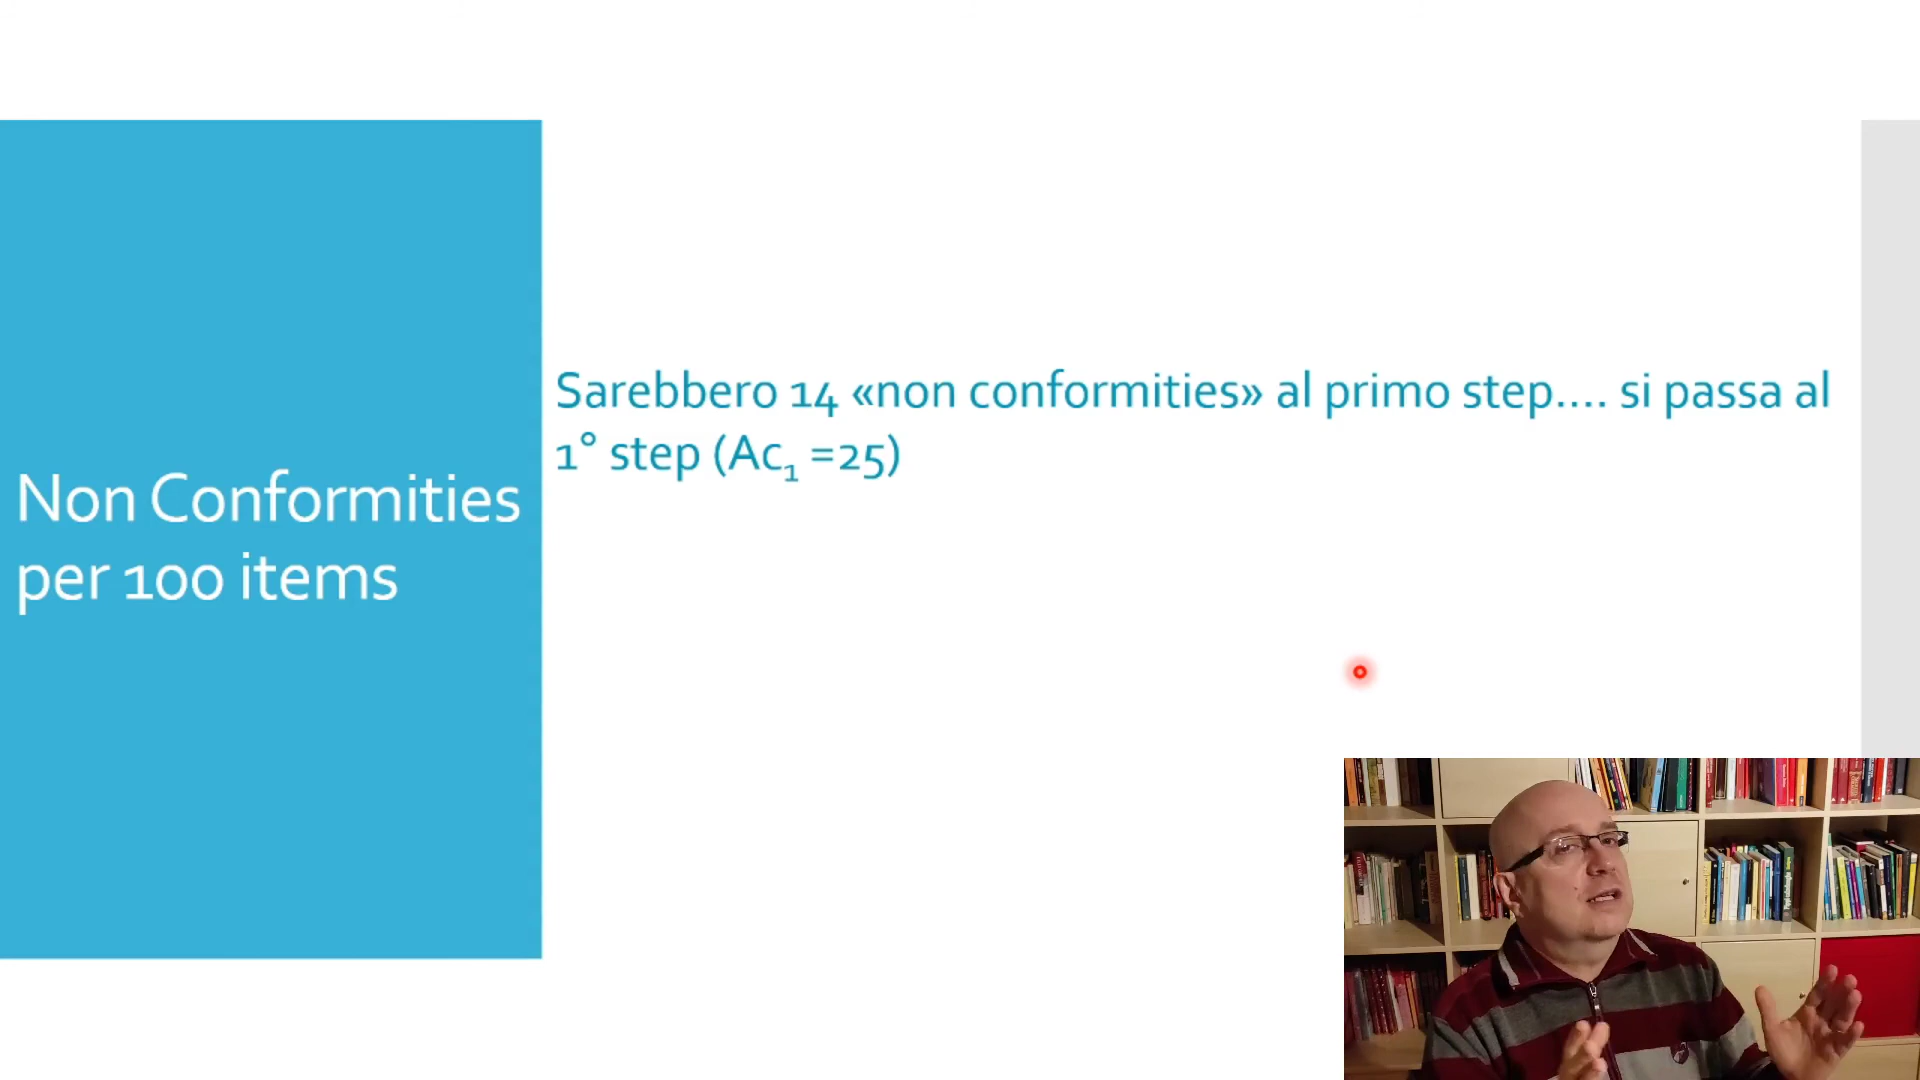 Non Conformities
per 100 items
Sarebbero 14 «non conformities» al primo step.... si passa al
1° step (Ac₁ =25)